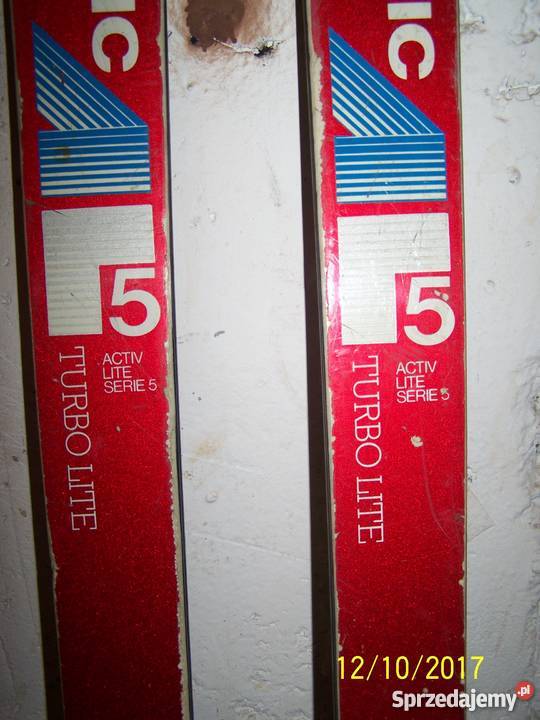 IC
5
ACTIV
LITE
SERIE 5
TURBO LITE
IC
5
ACTIV
LITE
SERIE 5
TURBO LITE
12/10/2017
Sprzedajemy.pl